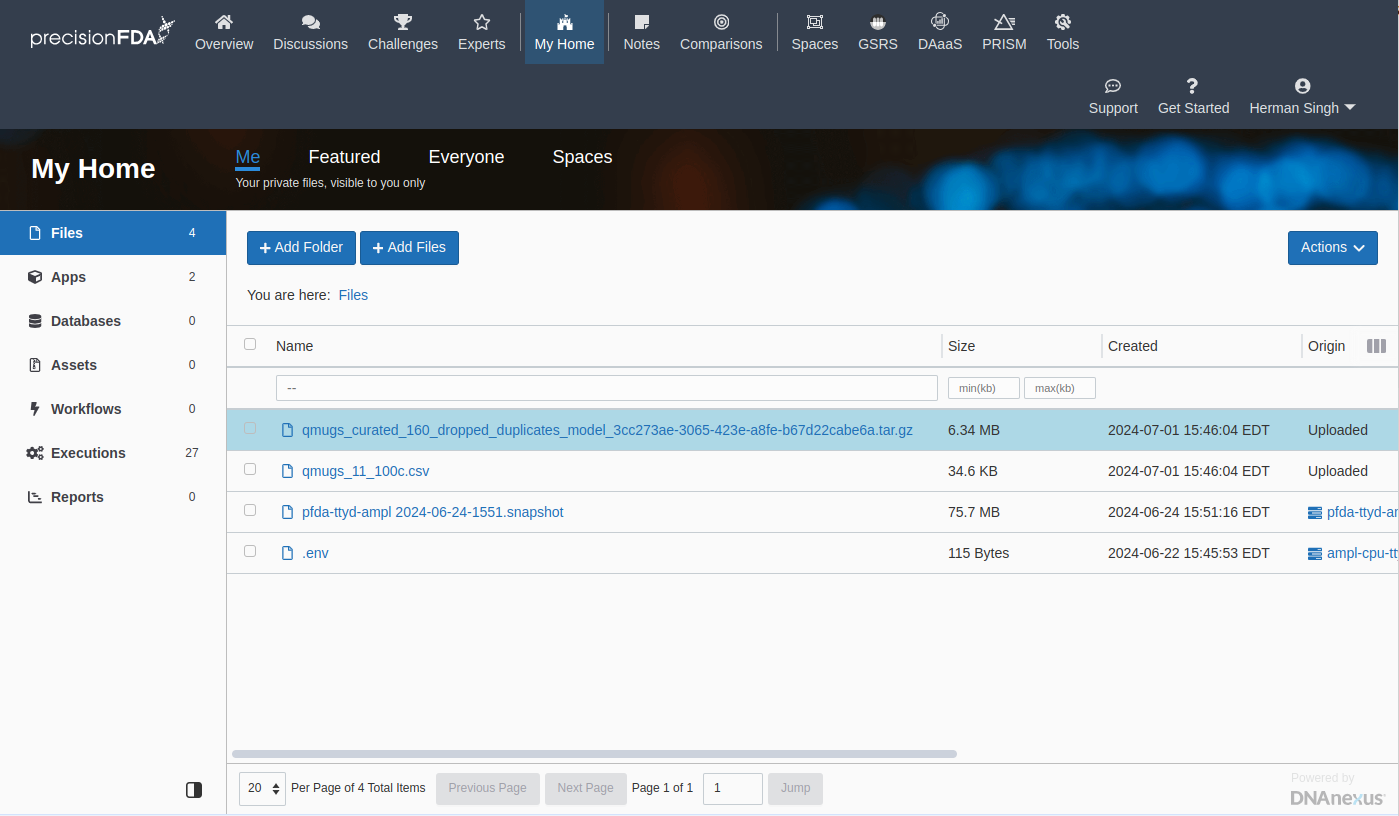 precisionFDA
Overview Discussions Challenges Experts My Home Notes Comparisons Spaces GSRS DAaaS PRISM Tools
Support Get Started Herman Singh
My Home
Me Featured Everyone Spaces
Your private files, visible to you only
Files 4
Apps 2
Databases 0
Assets 0
Workflows 0
Executions 27
Reports 0
Add Folder Add Files Actions
You are here: Files
Name Size Created Origin
-- min(kb) max(kb)
qmugs_curated_160_dropped_duplicates_model_3cc273ae-3065-423e-a8fe-b67d22cabe6a.tar.gz 6.34 MB 2024-07-01 15:46:04 EDT Uploaded
qmugs_11_100c.csv 34.6 KB 2024-07-01 15:46:04 EDT Uploaded
pfda-ttyd-ampl 2024-06-24-1551.snapshot 75.7 MB 2024-06-24 15:51:16 EDT pfda-ttyd-am
.env 115 Bytes 2024-06-22 15:45:53 EDT ampl-cpu-tt
20 Per Page of 4 Total Items Previous Page Next Page Page 1 of 1 1 Jump
Powered by
DNAnexus